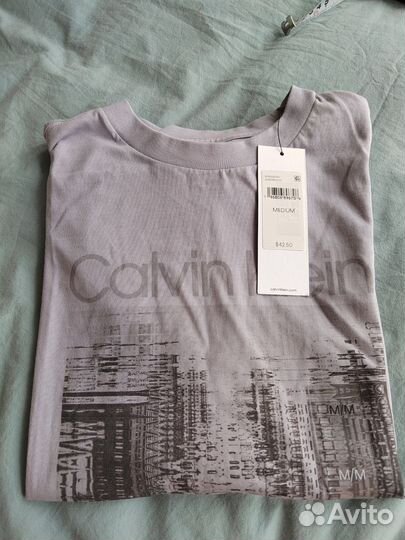 MEDIUM
$42.50
calvinklein.com
Calvin Klein
M/M
M/M
Avito